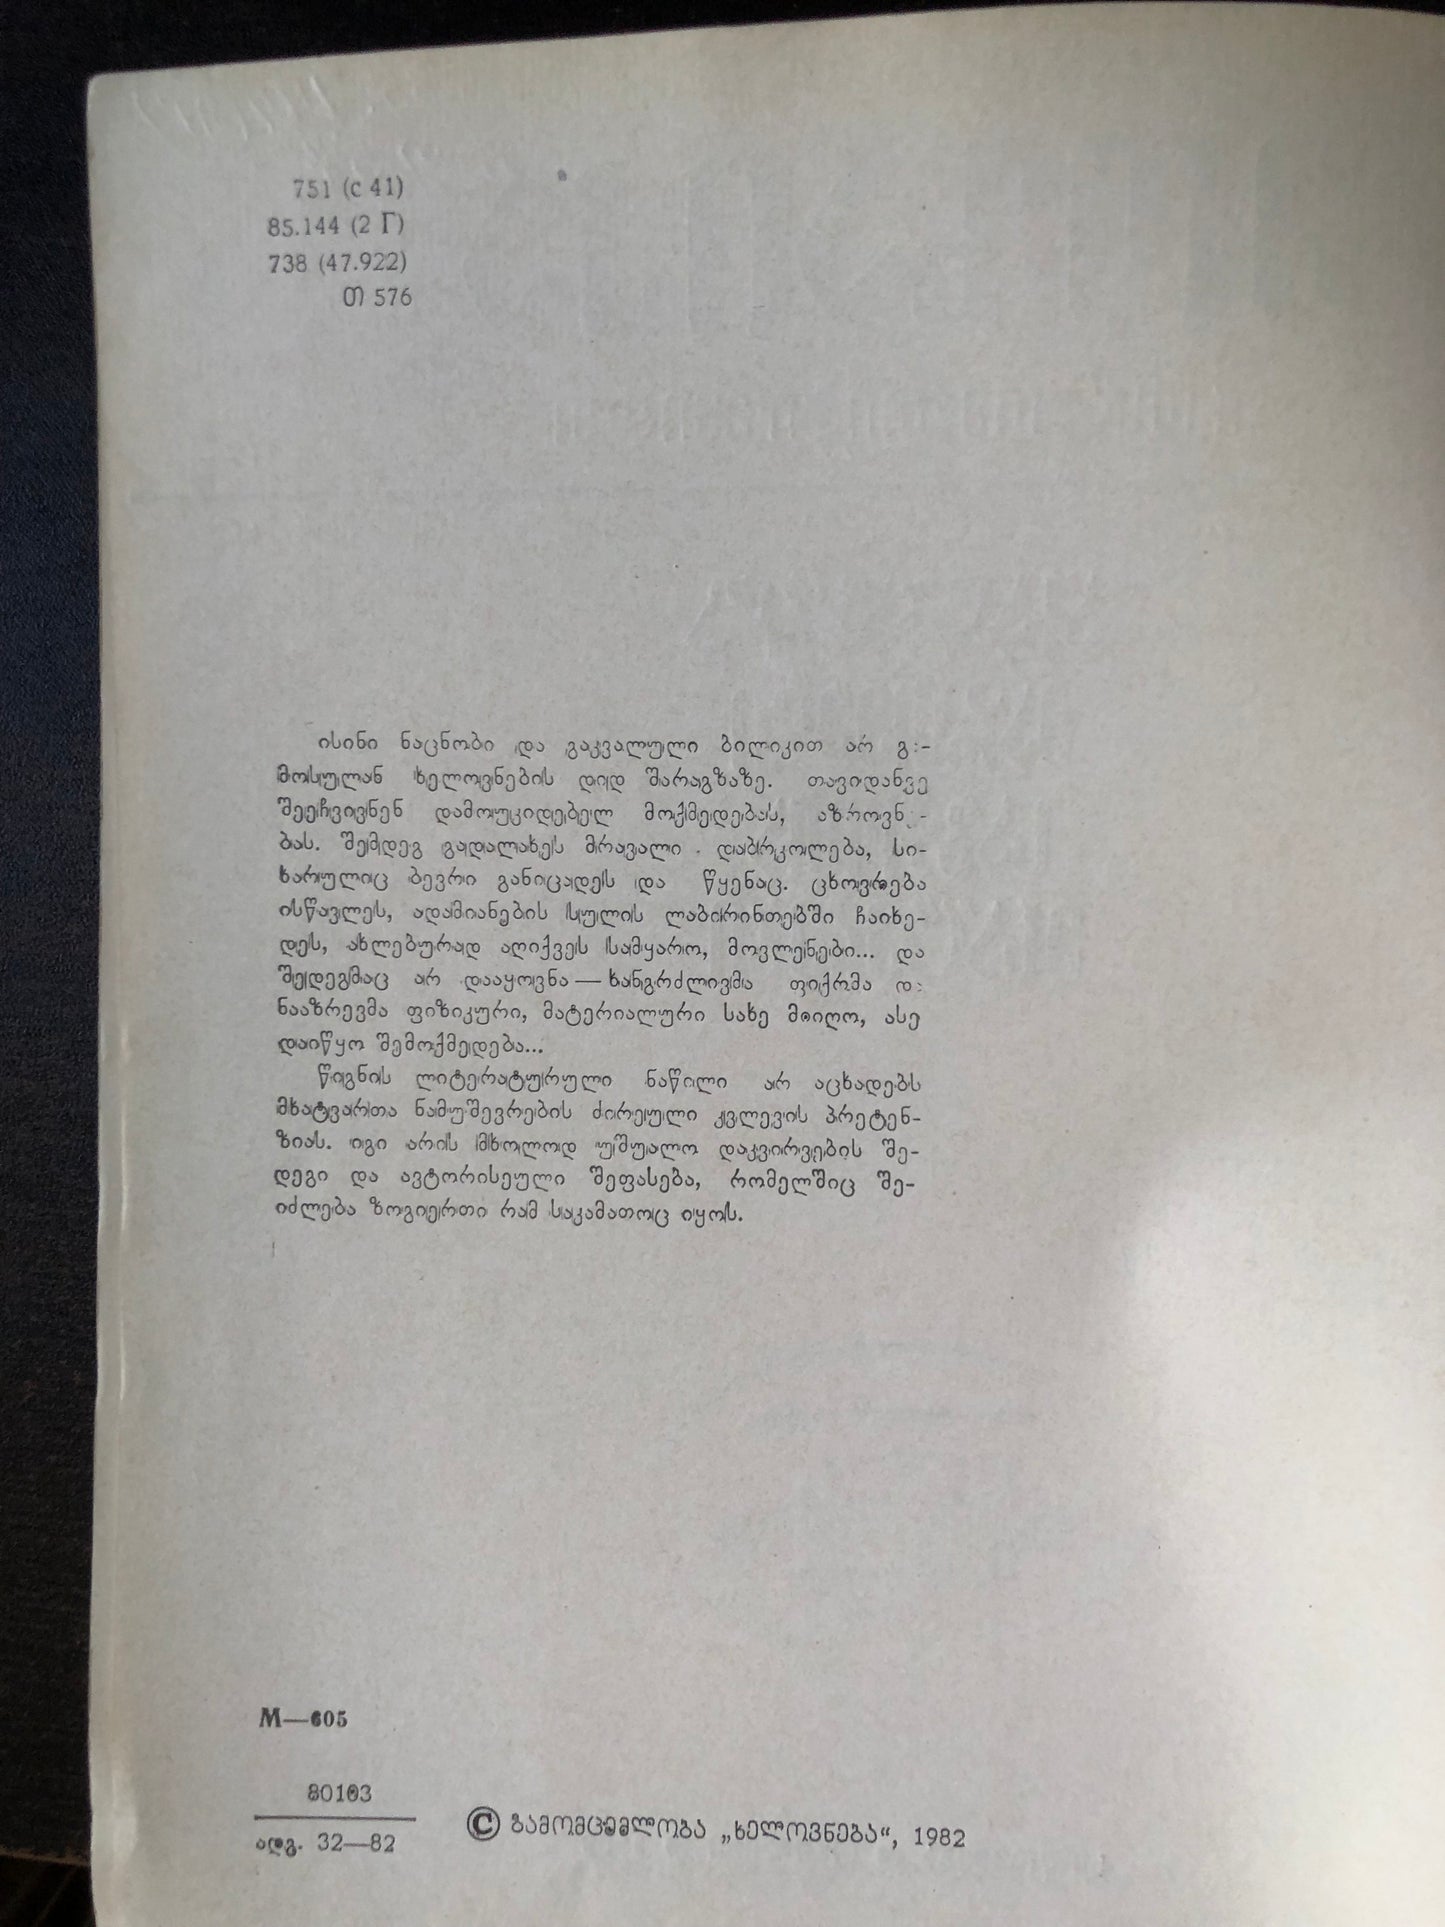 751 (с 41)
85.144 (2 Г)
738 (47.922)
თ 576
ისინი ნაცნობი და გაკვალული ბილიკით არ გ
მოსულან ხელოვნების დიდ შარაგზაზე. თავიდანვე
შეეჩვივნენ დამოუკიდებელ მოქმედებას, აზროვნ-
ბას. შემდეგ გადალახეს მრავალი დაბრკოლება, სი-
ხარულიც ბევრი განიცადეს და წყენაც. ცხოვრება
ისწავლეს, ადამიანების სულის ლაბირინთებში ჩაიხე-
დეს, ახლებურად აღიქვეს სამყარო, მოვლენები... და
შედეგმაც არ დააყოვნა — ხანგრძლივმა ფიქრმა დ
ნააზრევმა ფიზიკური, მატერიალური სახე მიიღო, ასე
დაიწყო შემოქმედება...
წიგნის ლიტერატურული ნაწილი არ აცხადებს
მხატვართა ნამუშევრების ძირეული კვლევის პრეტენ-
ზიას. იგი არის მხოლოდ უშუალო დაკვირვების შე-
დეგი და ავტორისეული შეფასება, რომელშიც შე-
იძლება ზოგიერთი რამ საკამათოც იყოს.
М—605
80103
ადგ. 32—82
© გამომცემლობა „ხელოვნება“, 1982